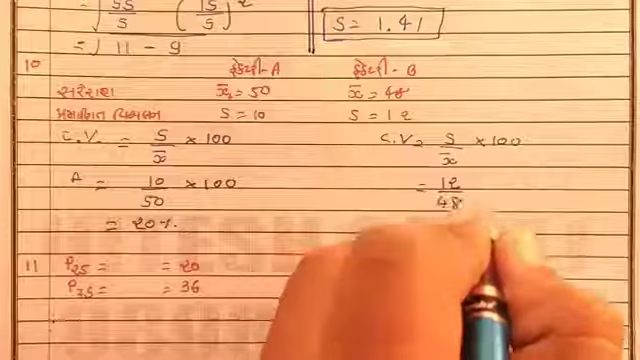 = √ 55/5 - (15/5)²
= √ 11 - 9
S = 1.41
10 ફેક્ટરી-A ફેક્ટરી-B
સરેરાશ x̄ = 50 x̄ = 48
પ્રમાણિત વિચલન S = 10 S = 12
C.V. = S/x̄ × 100 C.V. = S/x̄ × 100
A = 10/50 × 100 = 12/48
= 20%.
11 P25 = = 20
P75 = = 36